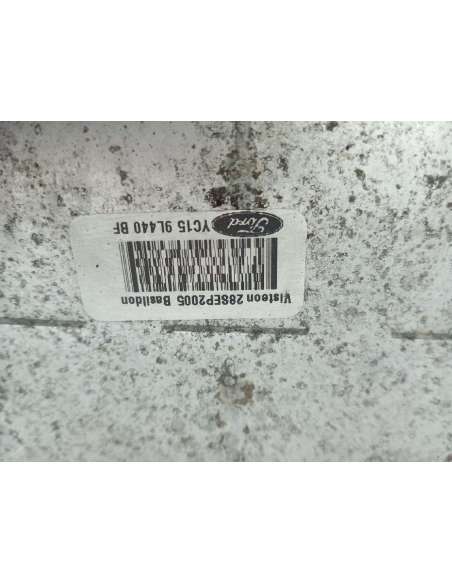 Visteon 28SEP2005 Basildon
Ford YC15 9L440 BF